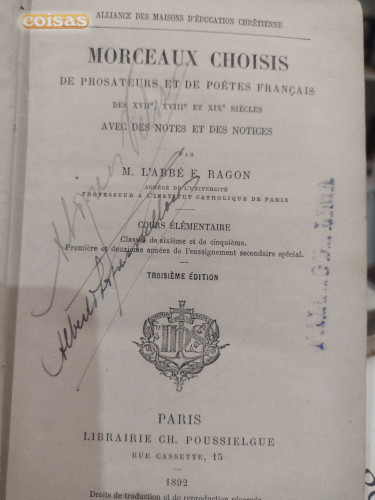 coisas
ALLIANCE DES MAISONS D'ÉDUCATION CHRÉTIENNE
MORCEAUX CHOISIS
DE PROSATEURS ET DE POÈTES FRANÇAIS
DES XVIIe, XVIIIe ET XIXe SIÈCLES
AVEC DES NOTES ET DES NOTICES
PAR
M. L'ABBÉ E. RAGON
AGRÉGÉ DE L'UNIVERSITÉ
PROFESSEUR A L'INSTITUT CATHOLIQUE DE PARIS
COURS ÉLÉMENTAIRE
Classes de sixième et de cinquième.
Première et deuxième années de l'enseignement secondaire spécial.
TROISIÈME ÉDITION
PARIS
LIBRAIRIE CH. POUSSIELGUE
RUE CASSETTE, 15
1892
Droits de traduction et de reproduction réservés.